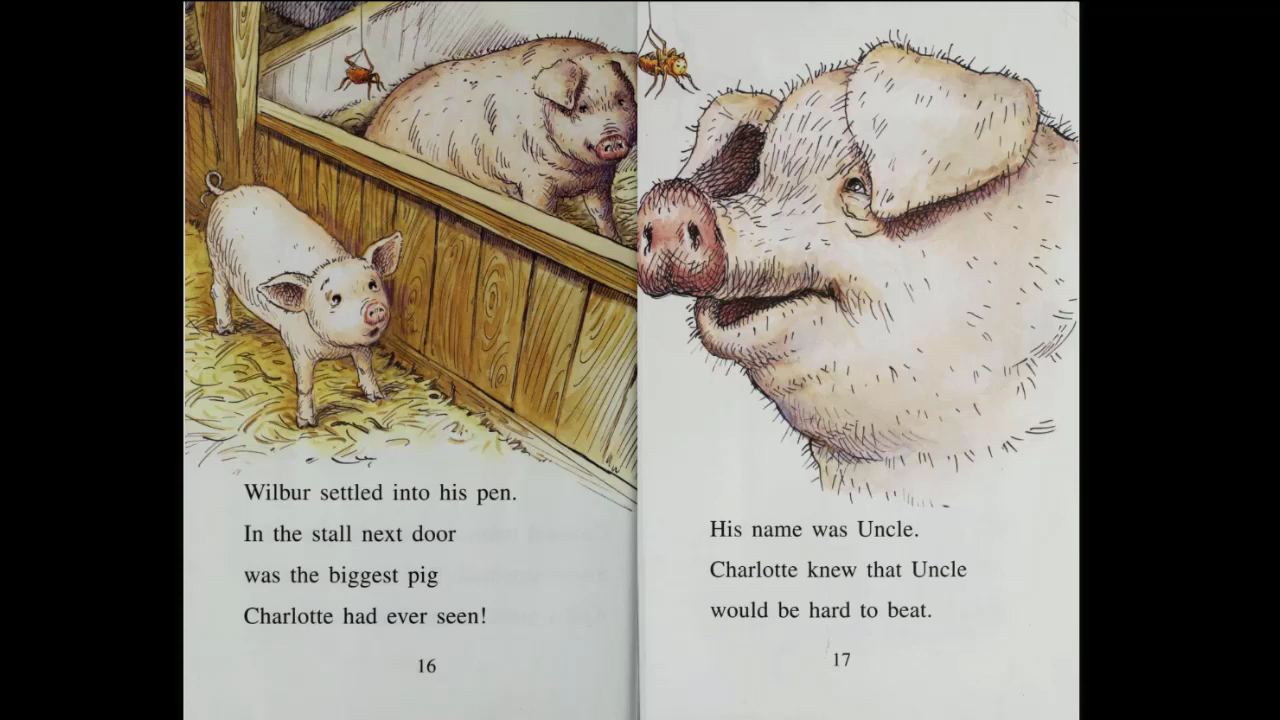 Wilbur settled into his pen.
In the stall next door
was the biggest pig
Charlotte had ever seen!
16
His name was Uncle.
Charlotte knew that Uncle
would be hard to beat.
17